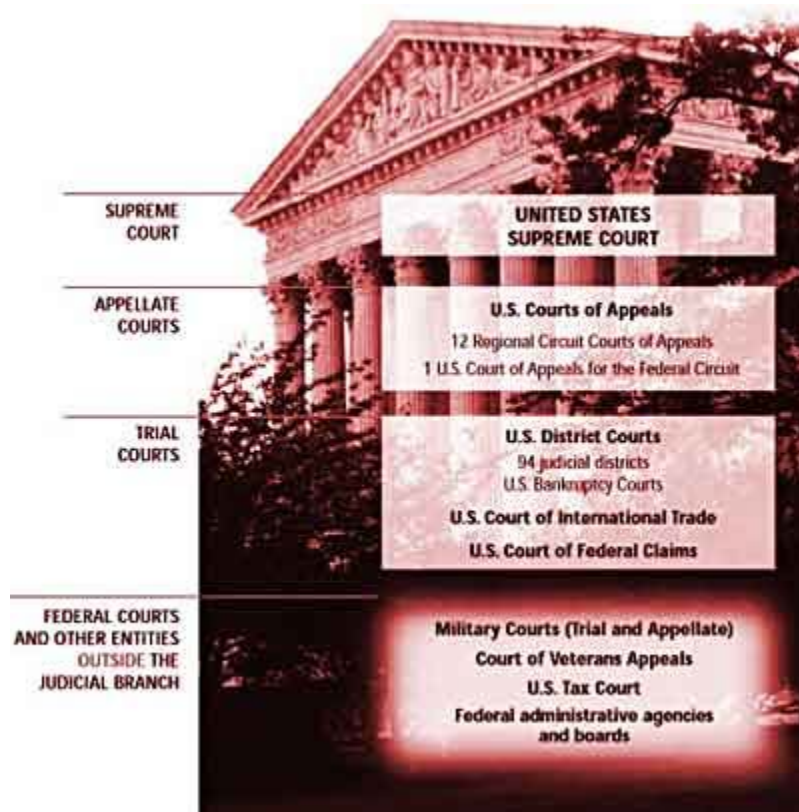 SUPREME
COURT
UNITED STATES
SUPREME COURT
APPELLATE
COURTS
U.S. Courts of Appeals
12 Regional Circuit Courts of Appeals
1 U.S. Court of Appeals for the Federal Circuit
TRIAL
COURTS
U.S. District Courts
94 judicial districts
U.S. Bankruptcy Courts
U.S. Court of International Trade
U.S. Court of Federal Claims
FEDERAL COURTS
AND OTHER ENTITIES
OUTSIDE THE
JUDICIAL BRANCH
Military Courts (Trial and Appellate)
Court of Veterans Appeals
U.S. Tax Court
Federal administrative agencies
and boards